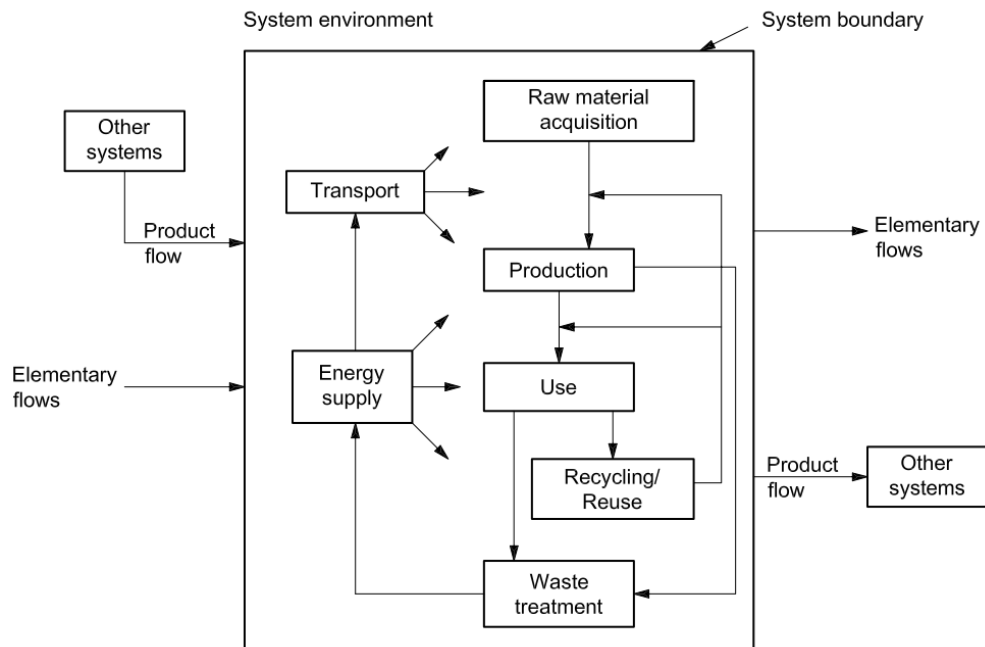 System environment
System boundary
Raw material
acquisition
Other
systems
Transport
Product
flow
Elementary
flows
Production
Energy
supply
Elementary
flows
Use
Recycling/
Reuse
Product
flow
Other
systems
Waste
treatment